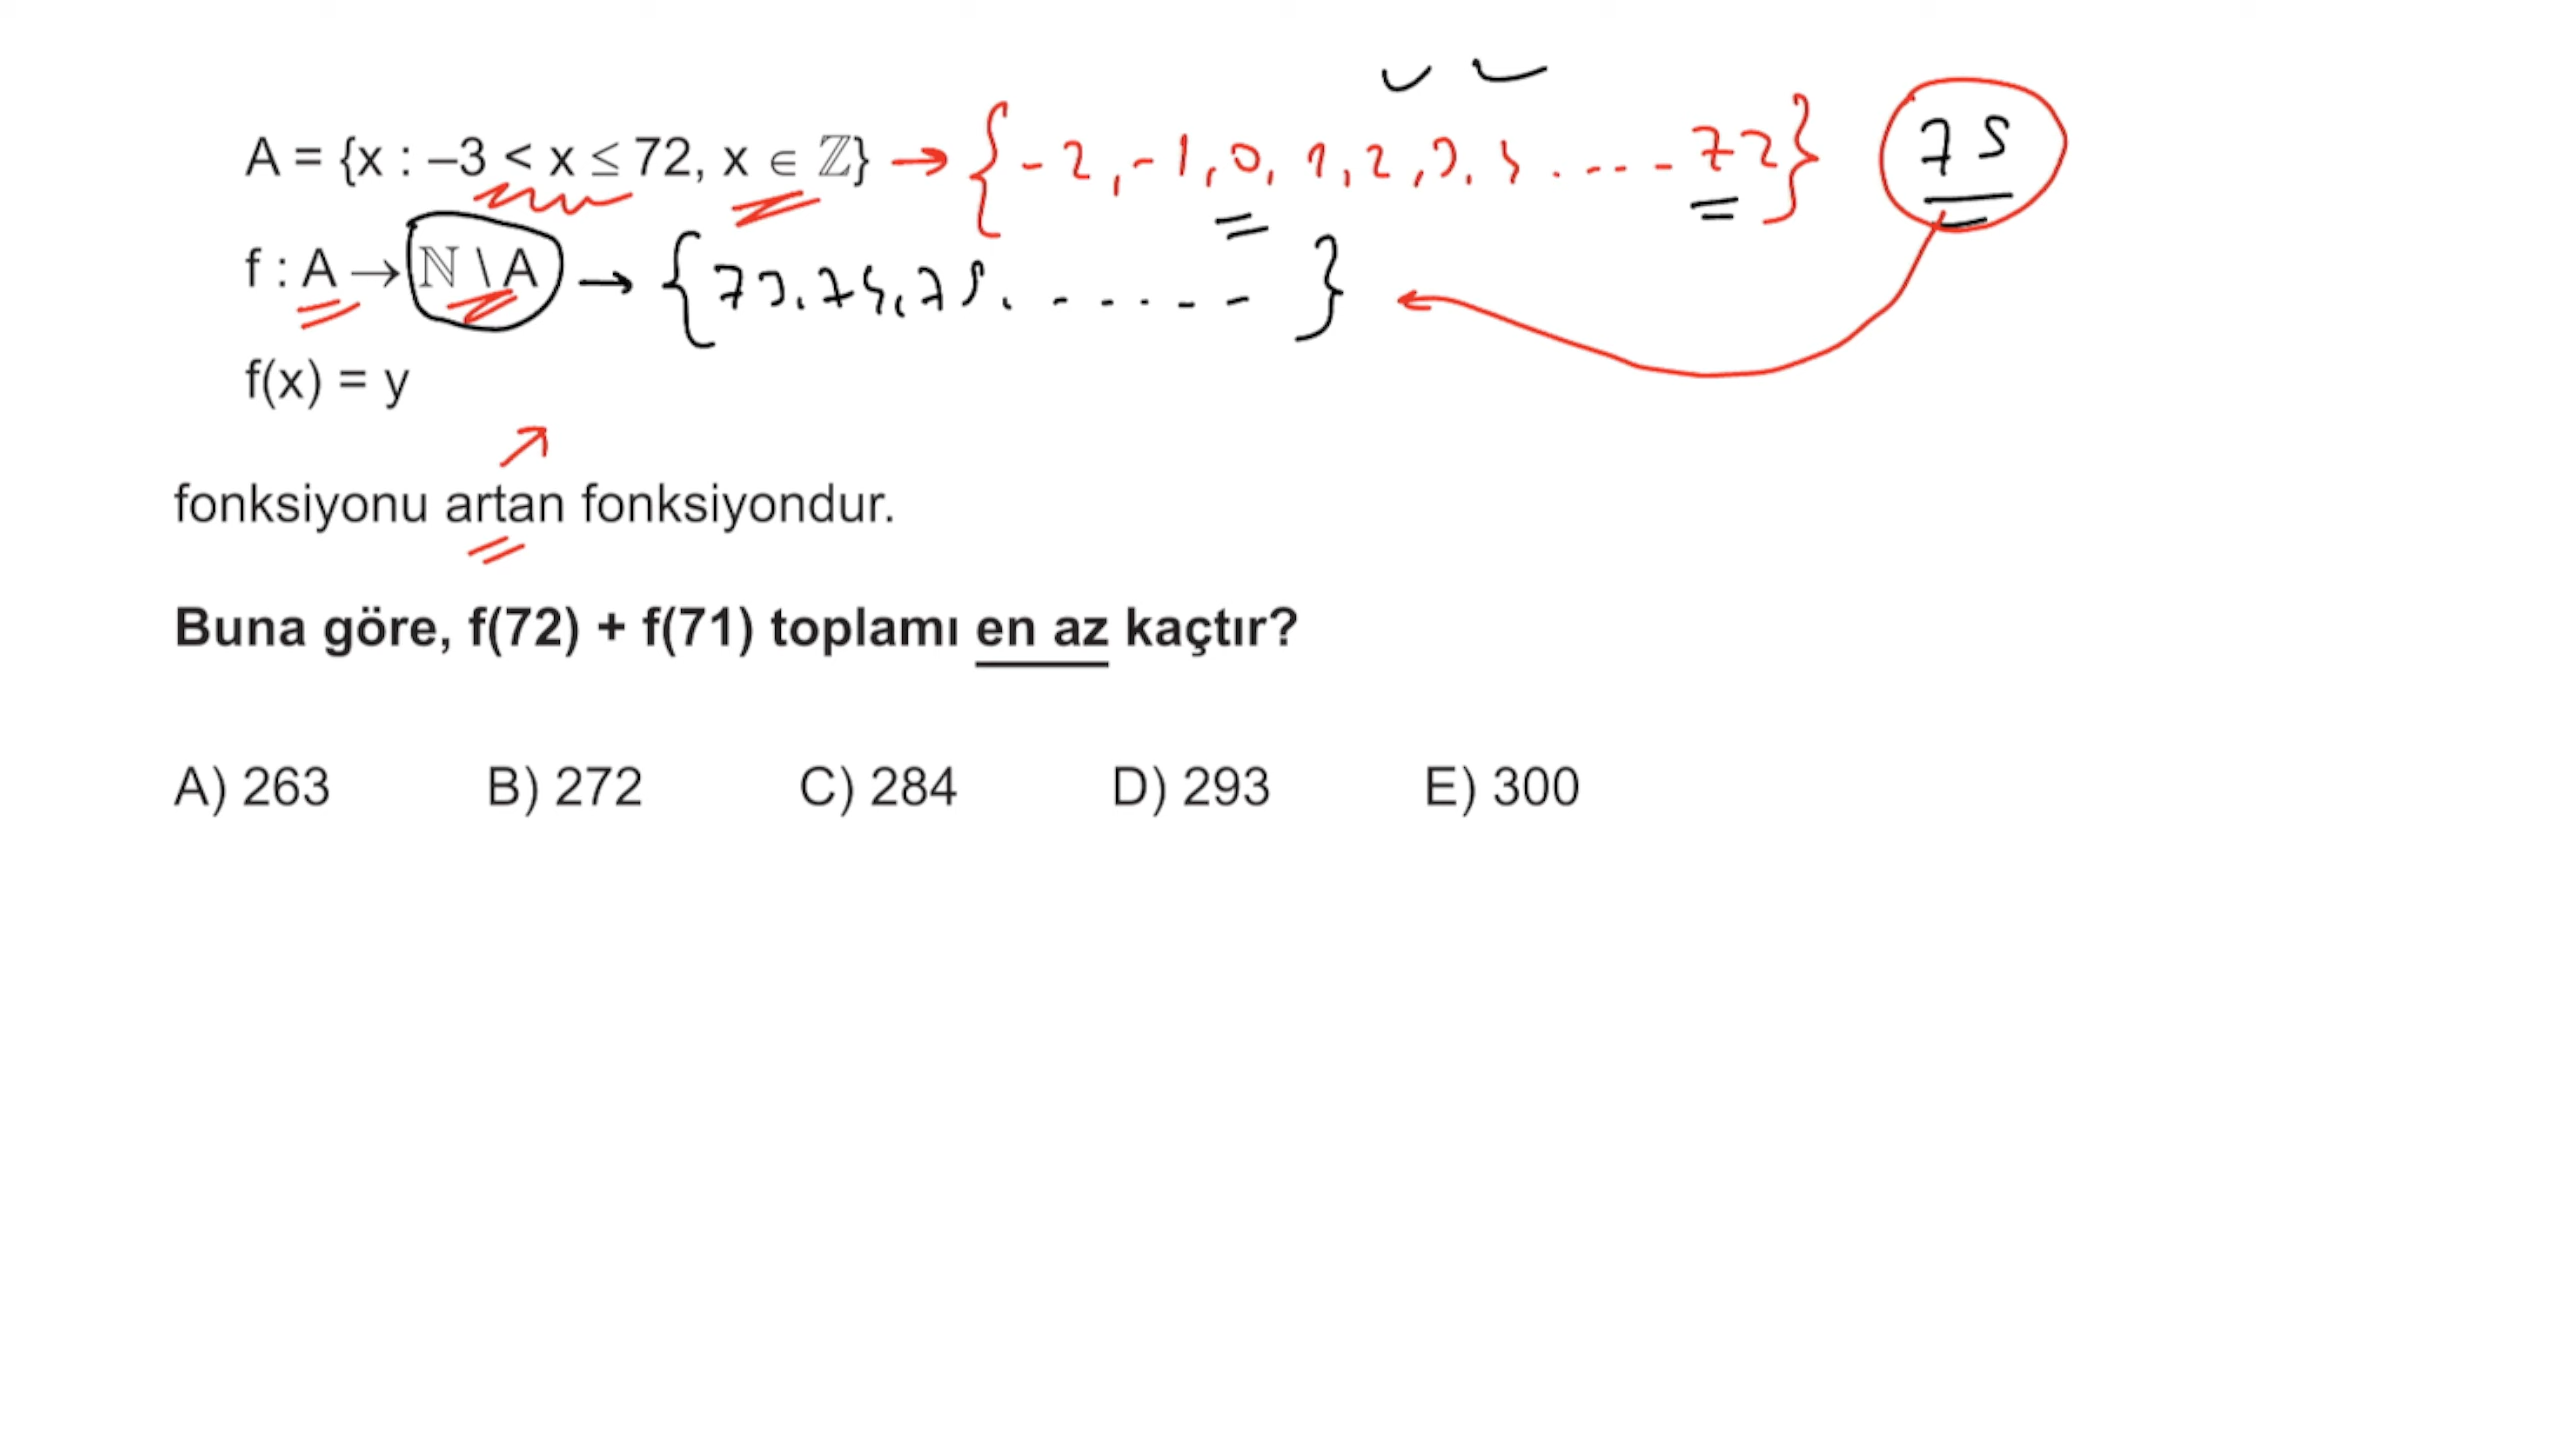 A = {x : –3 < x ≤ 72, x ∈ ℤ} → {-2, -1, 0, 1, 2, 3, 4 ..... 72} 75
f : A → ℕ \ A → {73, 74, 75, ...... }
f(x) = y
fonksiyonu artan fonksiyondur.
Buna göre, f(72) + f(71) toplamı en az kaçtır?
A) 263 B) 272 C) 284 D) 293 E) 300